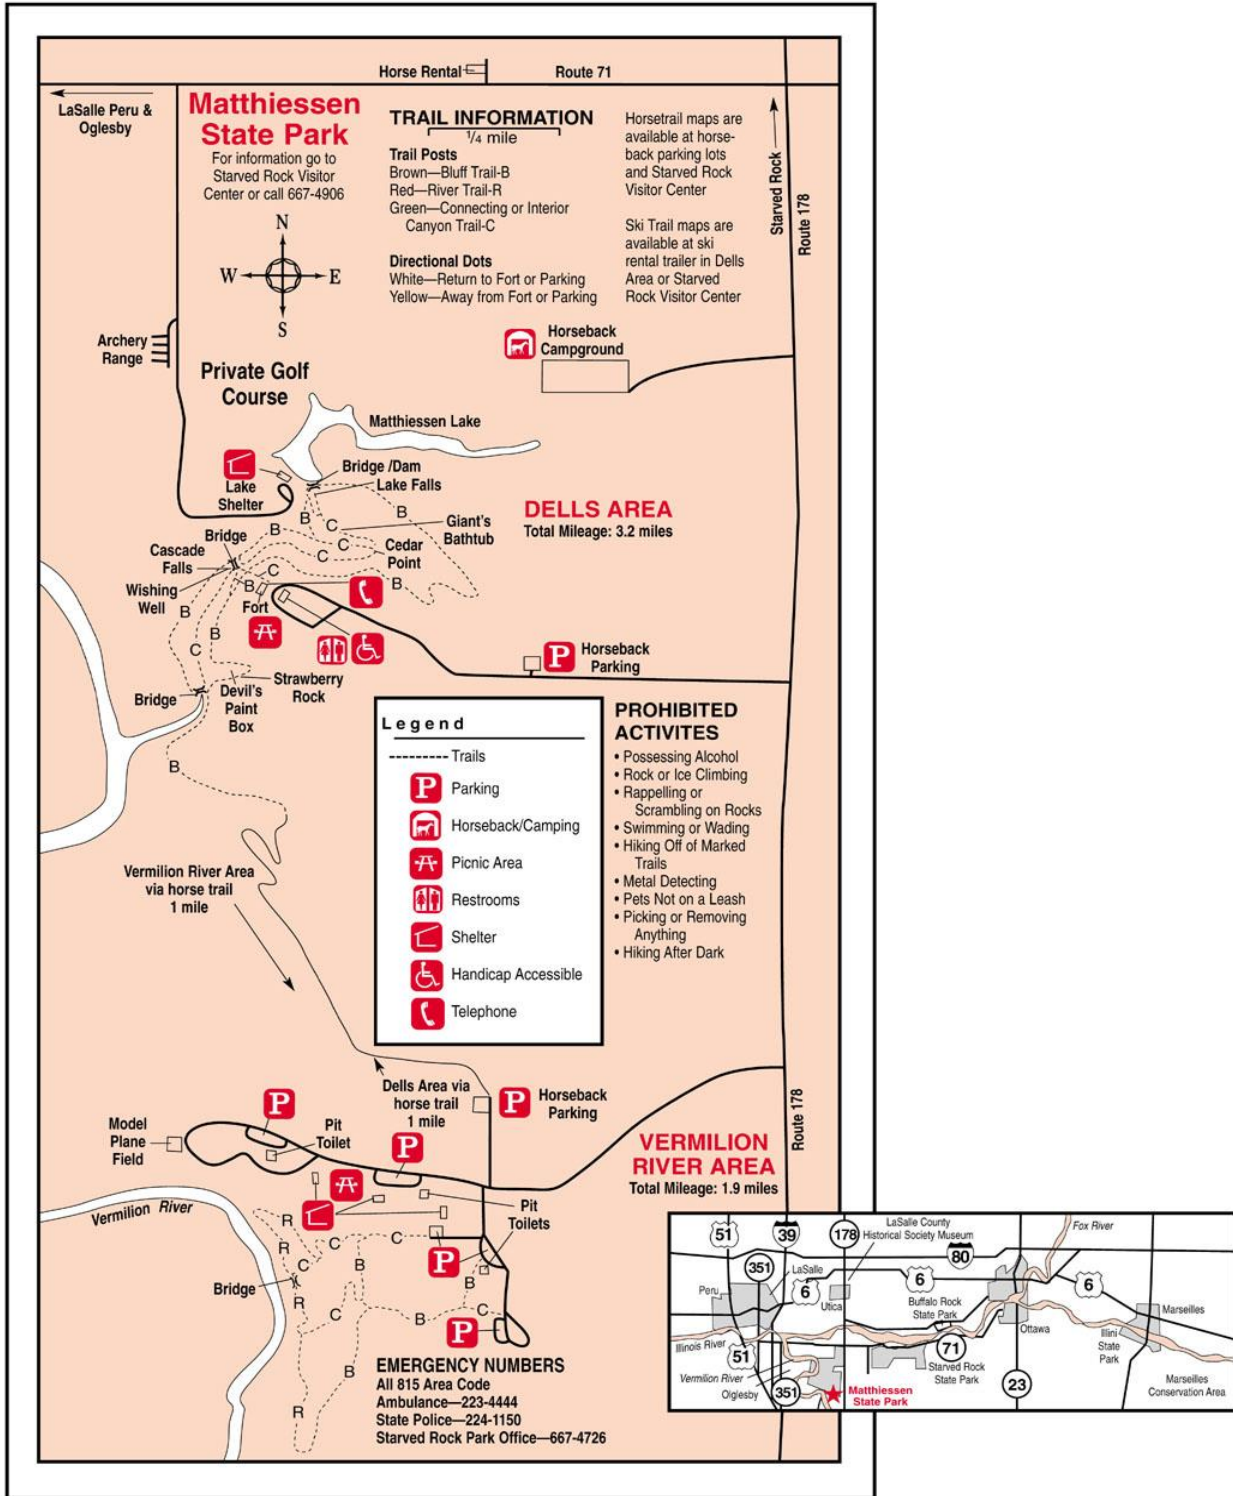 Horse Rental
Route 71
LaSalle Peru &
Oglesby
Matthiessen
State Park
For information go to
Starved Rock Visitor
Center or call 667-4906
N
W
E
S
TRAIL INFORMATION
1/4 mile
Trail Posts
Brown—Bluff Trail-B
Red—River Trail-R
Green—Connecting or Interior
Canyon Trail-C
Directional Dots
White—Return to Fort or Parking
Yellow—Away from Fort or Parking
Horsetrail maps are
available at horse-
back parking lots
and Starved Rock
Visitor Center
Ski Trail maps are
available at ski
rental trailer in Dells
Area or Starved
Rock Visitor Center
Starved Rock
Route 178
Archery
Range
Private Golf
Course
Horseback
Campground
Matthiessen Lake
Lake
Shelter
Bridge /Dam
Lake Falls
DELLS AREA
Total Mileage: 3.2 miles
B
B
C
B
Giant's
Bathtub
Bridge
Cascade
Falls
C
C
Cedar
Point
C
Wishing
Well
B
B
B
Fort
B
C
P
Horseback
Parking
Strawberry
Rock
Bridge
Devil's
Paint
Box
B
Legend
Trails
P
Parking
Horseback/Camping
Picnic Area
Restrooms
Shelter
Handicap Accessible
Telephone
PROHIBITED
ACTIVITES
• Possessing Alcohol
• Rock or Ice Climbing
• Rappelling or
Scrambling on Rocks
• Swimming or Wading
• Hiking Off of Marked
Trails
• Metal Detecting
• Pets Not on a Leash
• Picking or Removing
Anything
• Hiking After Dark
Vermilion River Area
via horse trail
1 mile
Dells Area via
horse trail
1 mile
P
Horseback
Parking
Route 178
P
Model
Plane
Field
Pit
Toilet
P
VERMILION
RIVER AREA
Total Mileage: 1.9 miles
Vermilion River
Pit
Toilets
R
R
C
C
C
B
P
B
Bridge
R
C
B
C
P
B
R
EMERGENCY NUMBERS
All 815 Area Code
Ambulance—223-4444
State Police—224-1150
Starved Rock Park Office—667-4726
51
39
178
LaSalle County
Historical Society Museum
80
Fox River
351
LaSalle
Peru
6
Utica
6
6
Buffalo Rock
State Park
Ottawa
Marseilles
Illinois River
51
71
Starved Rock
State Park
Illini
State
Park
Vermilion River
Olglesby
351
Matthiessen
State Park
23
Marseilles
Conservation Area